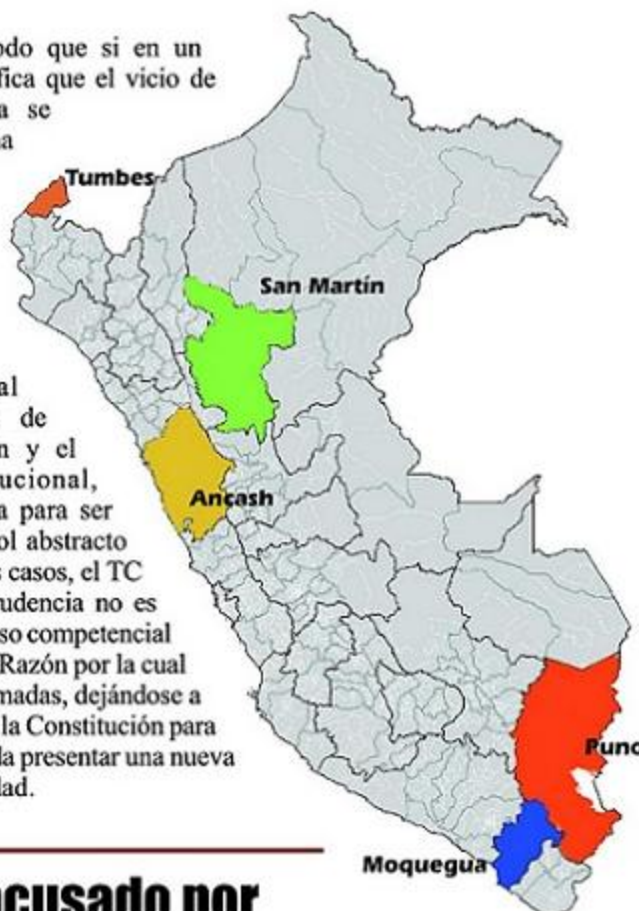 odo que si en un
fica que el vicio de
a se
Tumbes
San Martín
al
de
n y el
ucional,
Ancash
a para ser
ol abstracto
s casos, el TC
udencia no es
so competencial
Razón por la cual
madas, dejándose a
la Constitución para
da presentar una nueva
dad.
Puno
Moquegua
acusado por